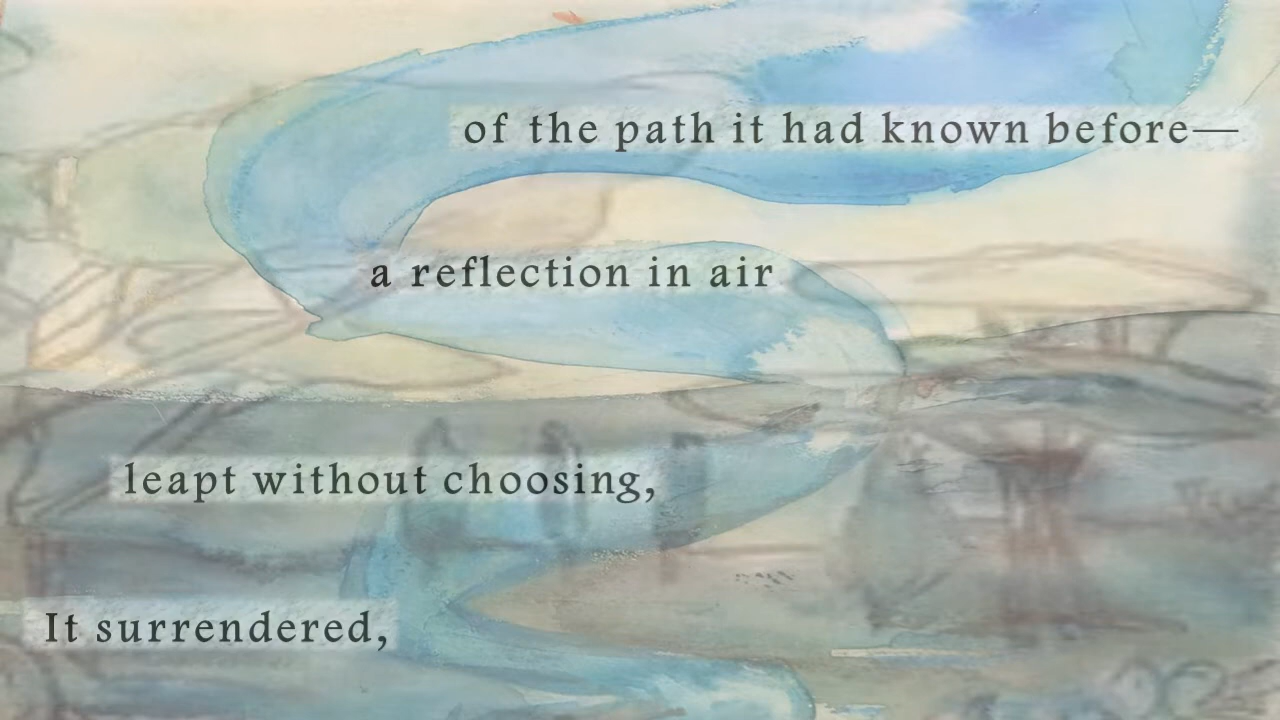 of the path it had known before—
a reflection in air
leapt without choosing,
It surrendered,